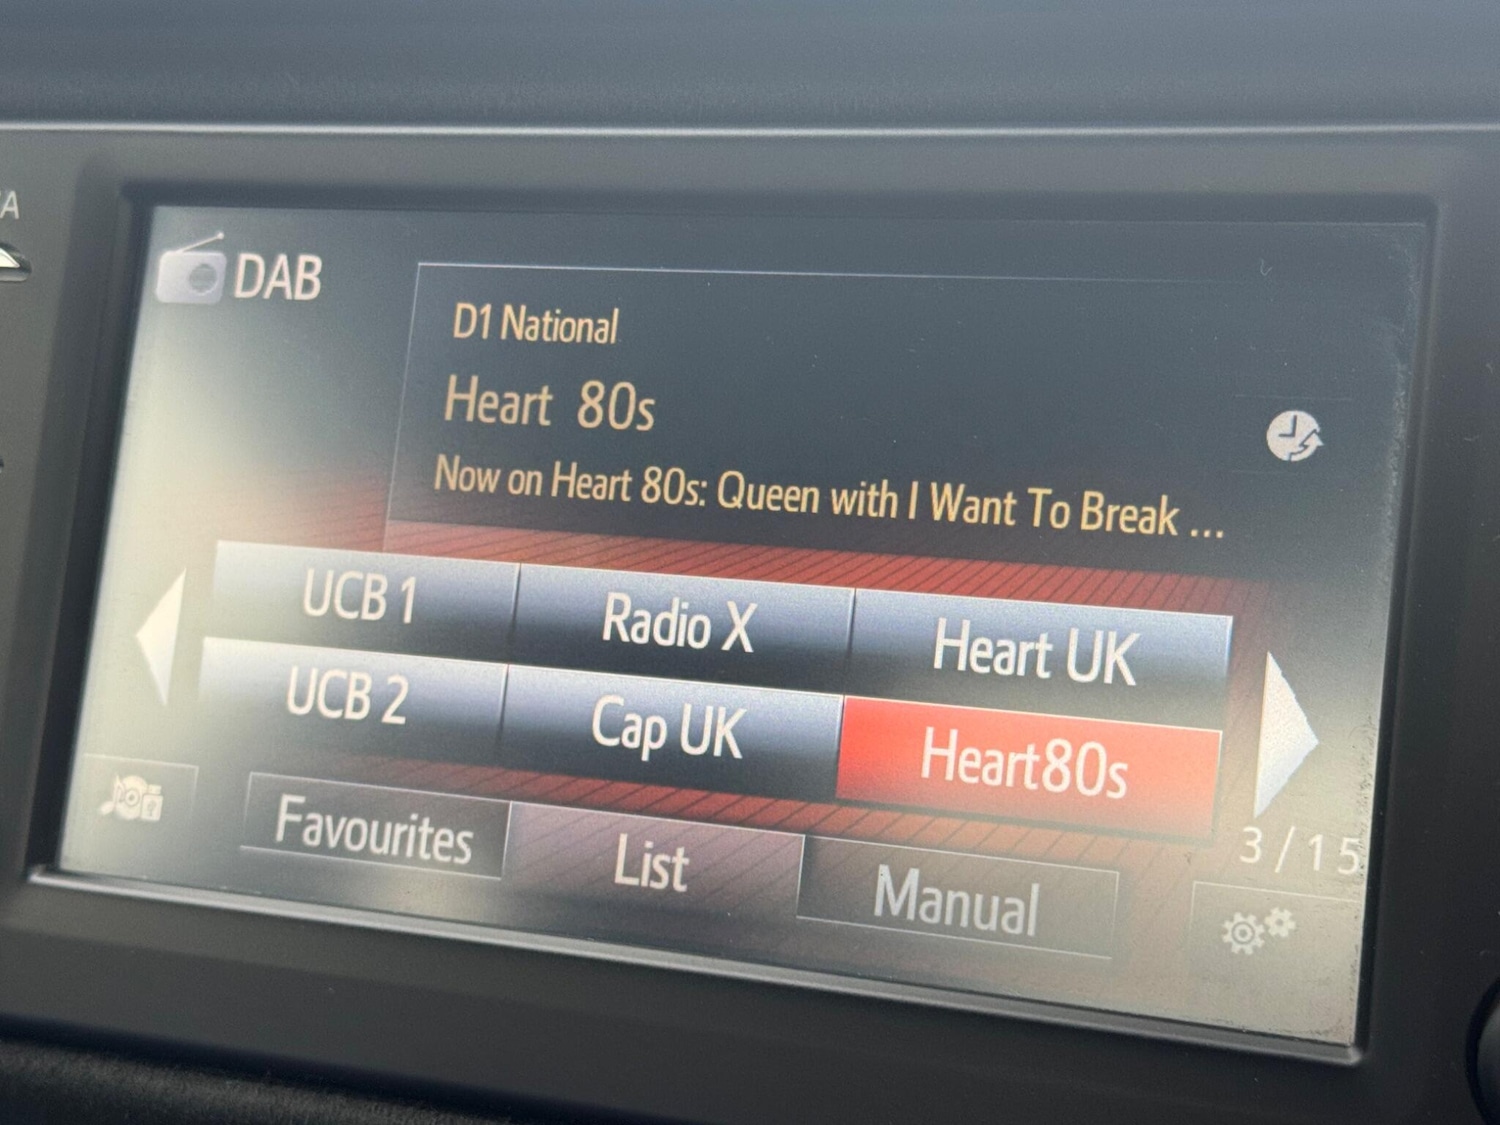 DAB
D1 National
Heart 80s
Now on Heart 80s: Queen with I Want To Break ...
UCB 1
Radio X
Heart UK
UCB 2
Cap UK
Heart80s
3 / 15
Favourites
List
Manual